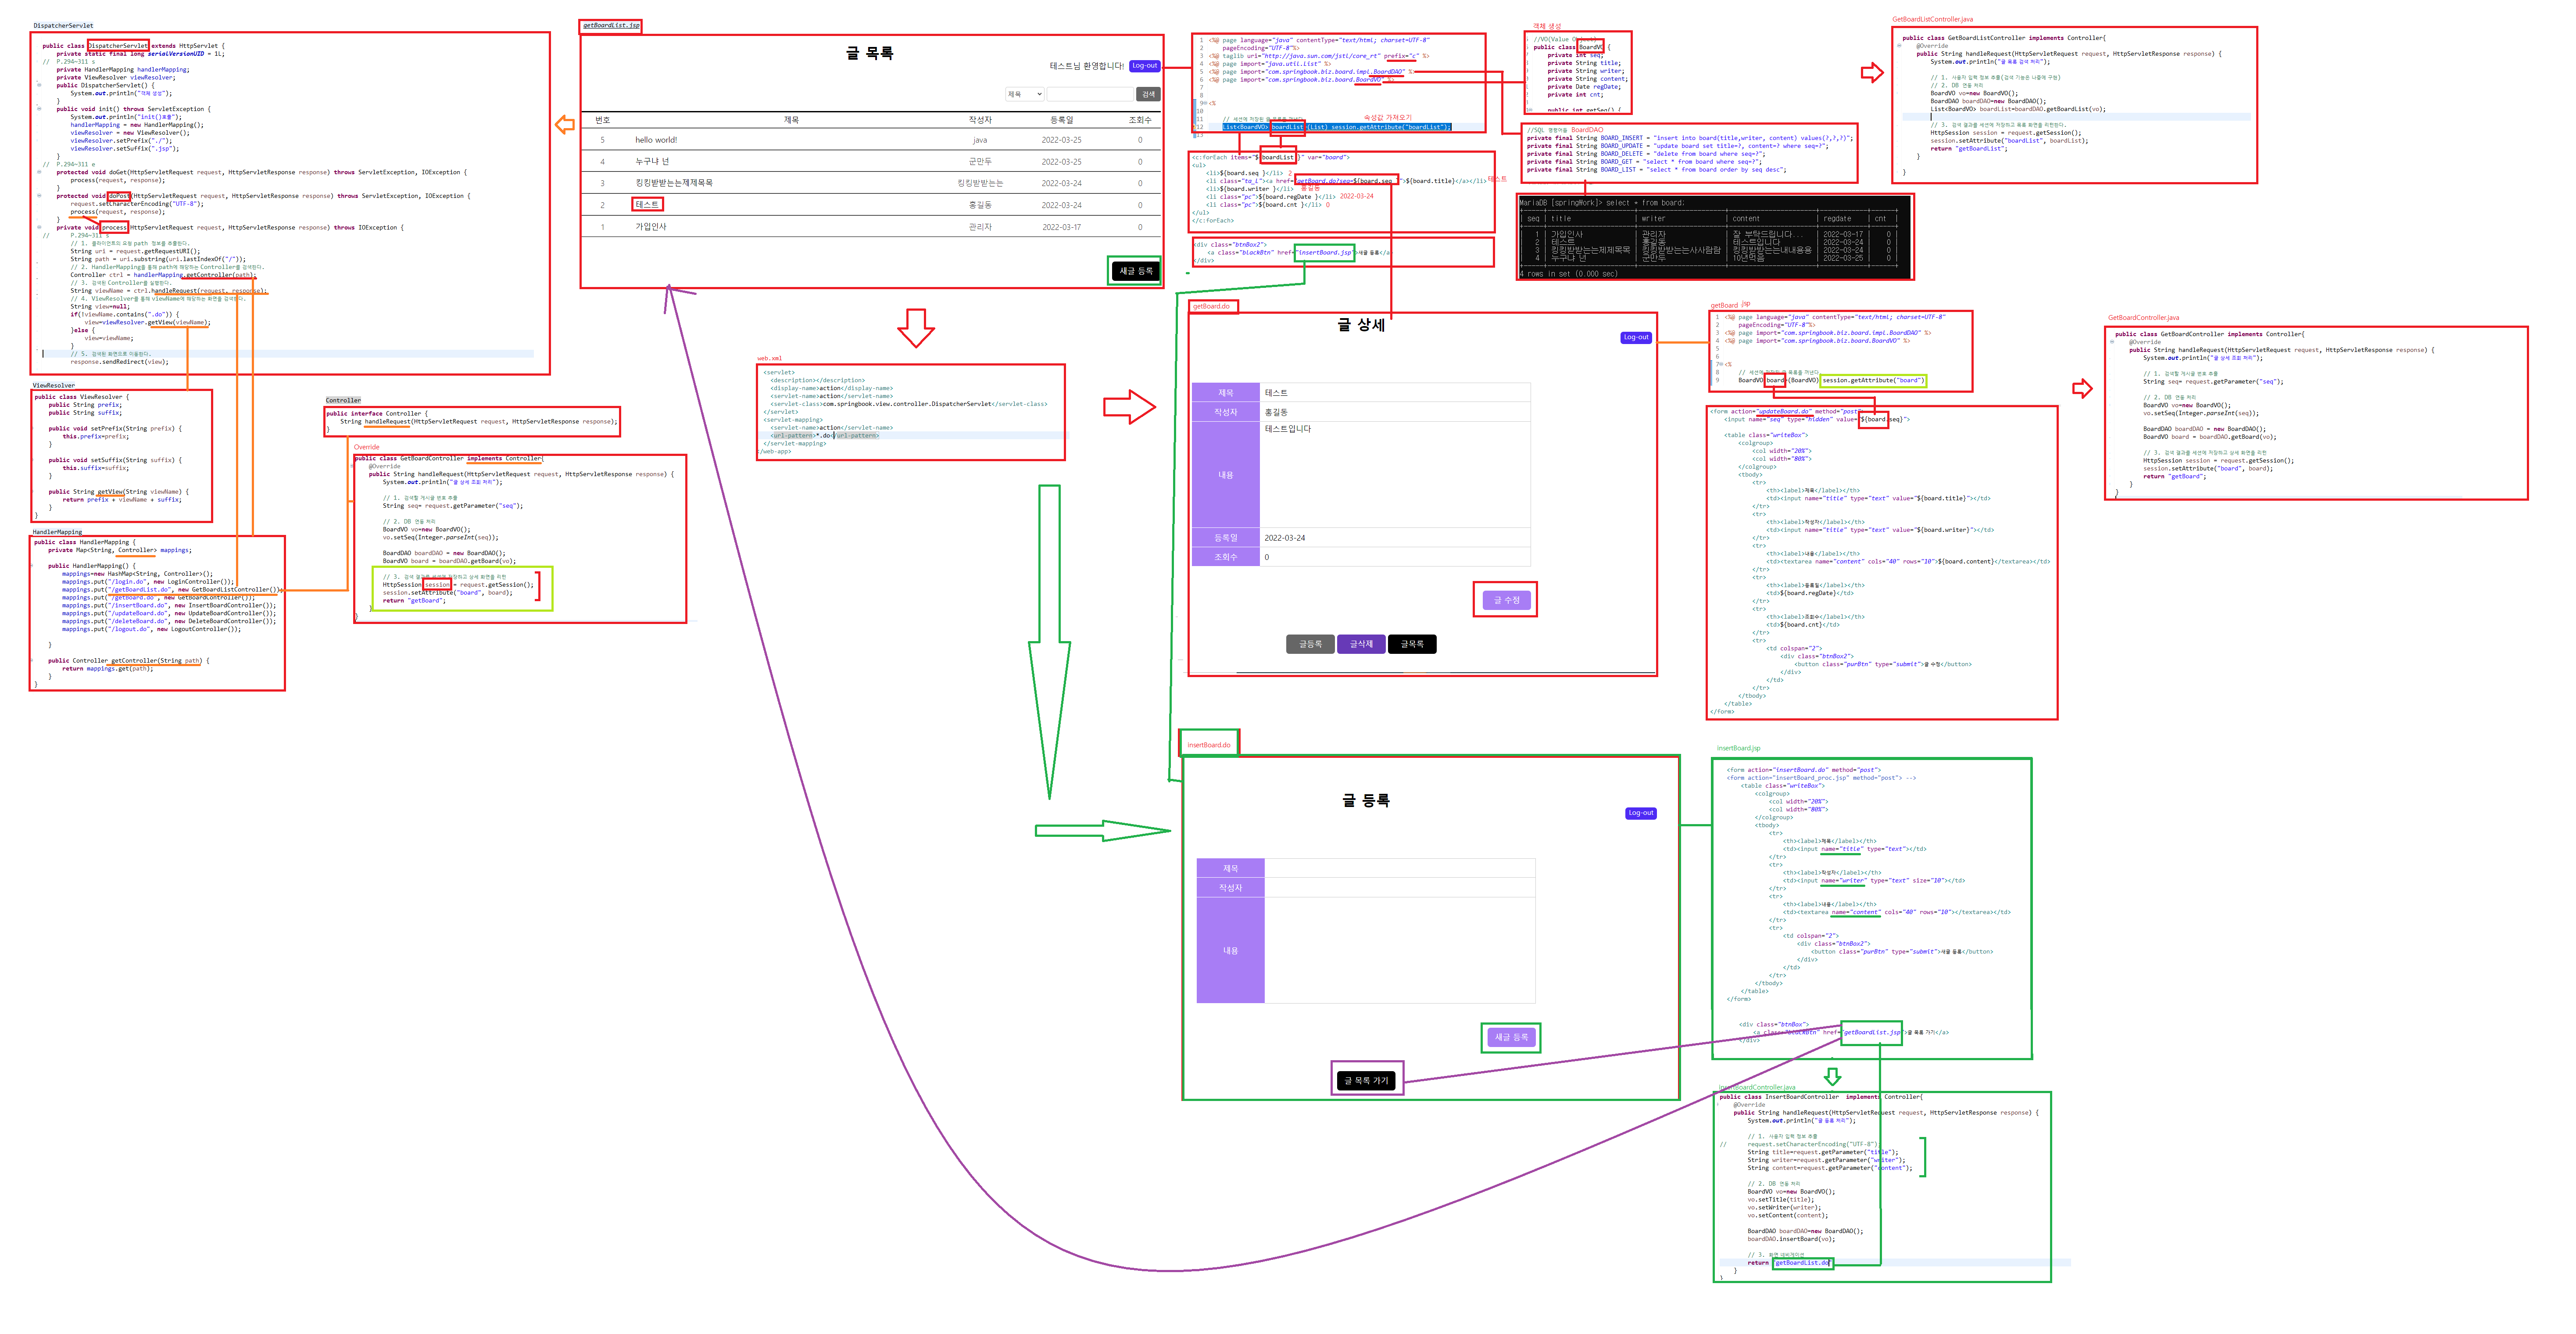 DispatcherServlet
public class DispatcherServlet extends HttpServlet {
private static final long serialVersionUID = 1L;
// P.294~311 s
private HandlerMapping handlerMapping;
private ViewResolver viewResolver;
public DispatcherServlet() {
System.out.println("객체 생성");
}
public void init() throws ServletException {
System.out.println("init()호출");
handlerMapping = new HandlerMapping();
viewResolver = new ViewResolver();
viewResolver.setPrefix("./");
viewResolver.setSuffix(".jsp");
}
// P.294~311 e
protected void doGet(HttpServletRequest request, HttpServletResponse response) throws ServletException, IOException {
process(request, response);
}
protected void doPost(HttpServletRequest request, HttpServletResponse response) throws ServletException, IOException {
request.setCharacterEncoding("UTF-8");
process(request, response);
}
private void process(HttpServletRequest request, HttpServletResponse response) throws IOException {
// P.294~311 s
// 1. 클라이언트의 요청 path 정보를 추출한다.
String uri = request.getRequestURI();
String path = uri.substring(uri.lastIndexOf("/"));
// 2. HandlerMapping을 통해 path에 해당하는 Controller를 검색한다.
Controller ctrl = handlerMapping.getController(path);
// 3. 검색된 Controller를 실행한다.
String viewName = ctrl.handleRequest(request, response);
// 4. ViewResolver를 통해 viewName에 해당하는 화면을 검색한다.
String view=null;
if(!viewName.contains(".do")) {
view=viewResolver.getView(viewName);
}else {
view=viewName;
}
// 5. 검색된 화면으로 이동한다.
response.sendRedirect(view);
ViewResolver
public class ViewResolver {
public String prefix;
public String suffix;
public void setPrefix(String prefix) {
this.prefix=prefix;
}
public void setSuffix(String suffix) {
this.suffix=suffix;
}
public String getView(String viewName) {
return prefix + viewName + suffix;
}
}
HandlerMapping
public class HandlerMapping {
private Map<String, Controller> mappings;
public HandlerMapping() {
mappings=new HashMap<String, Controller>();
mappings.put("/login.do", new LoginController());
mappings.put("/getBoardList.do", new GetBoardListController());
mappings.put("/getBoard.do", new GetBoardController());
mappings.put("/insertBoard.do", new InsertBoardController());
mappings.put("/updateBoard.do", new UpdateBoardController());
mappings.put("/deleteBoard.do", new DeleteBoardController());
mappings.put("/logout.do", new LogoutController());
}
public Controller getController(String path) {
return mappings.get(path);
}
}
Controller
public interface Controller {
String handleRequest(HttpServletRequest request, HttpServletResponse response);
}
Override
public class GetBoardController implements Controller{
@Override
public String handleRequest(HttpServletRequest request, HttpServletResponse response) {
System.out.println("글 상세 조회 처리");
// 1. 검색할 게시글 번호 추출
String seq= request.getParameter("seq");
// 2. DB 연동 처리
BoardVO vo=new BoardVO();
vo.setSeq(Integer.parseInt(seq));
BoardDAO boardDAO = new BoardDAO();
BoardVO board = boardDAO.getBoard(vo);
// 3. 검색 결과를 세션에 저장하고 상세 화면을 리턴
HttpSession session = request.getSession();
session.setAttribute("board", board);
return "getBoard";
}
}
getBoardList.jsp
글 목록
테스트님 환영합니다! Log-out
제목 검색
번호 제목 작성자 등록일 조회수
5 hello world! java 2022-03-25 0
4 누구냐 넌 군만두 2022-03-25 0
3 킹킹받받는는제제목목 킹킹받받는는 2022-03-24 0
2 테스트 홍길동 2022-03-24 0
1 가입인사 관리자 2022-03-17 0
새글 등록
web.xml
<servlet>
<description></description>
<display-name>action</display-name>
<servlet-name>action</servlet-name>
<servlet-class>com.springbook.view.controller.DispatcherServlet</servlet-class>
</servlet>
<servlet-mapping>
<servlet-name>action</servlet-name>
<url-pattern>*.do</url-pattern>
</servlet-mapping>
</web-app>
1 <%@ page language="java" contentType="text/html; charset=UTF-8"
2 pageEncoding="UTF-8"%>
3 <%@ taglib uri="http://java.sun.com/jstl/core_rt" prefix="c" %>
4 <%@ page import="java.util.List" %>
5 <%@ page import="com.springbook.biz.board.impl.BoardDAO" %>
6 <%@ page import="com.springbook.biz.board.BoardVO" %>
7
8
9 <%
10
11 // 세션에 저장된 글 목록을 꺼낸다
속성값 가져오기
12 List<BoardVO> boardList=(List) session.getAttribute("boardList");
13
<c:forEach items="${boardList }" var="board">
<ul>
<li>${board.seq }</li> 2
<li class="ta_l"><a href="getBoard.do?seq=${board.seq }">${board.title}</a></li> 테스트
<li>${board.writer }</li> 홍길동
<li class="pc">${board.regDate }</li> 2022-03-24
<li class="pc">${board.cnt }</li> 0
</ul>
</c:forEach>
<div class="btnBox2">
<a class="blackBtn" href="insertBoard.jsp">새글 등록</a>
</div>
객체 생성
//VO(Value Object)
public class BoardVO {
private int seq;
private String title;
private String writer;
private String content;
private Date regDate;
private int cnt;
public int getSeq() {
//SQL 명령어들 BoardDAO
private final String BOARD_INSERT = "insert into board(title,writer, content) values(?,?,?)";
private final String BOARD_UPDATE = "update board set title=?, content=? where seq=?";
private final String BOARD_DELETE = "delete from board where seq=?";
private final String BOARD_GET = "select * from board where seq=?";
private final String BOARD_LIST = "select * from board order by seq desc";
MariaDB [springWork]> select * from board;
| seq | title | writer | content | regdate | cnt |
| 1 | 가입인사 | 관리자 | 잘 부탁드립니다... | 2022-03-17 | 0 |
| 2 | 테스트 | 홍길동 | 테스트입니다 | 2022-03-24 | 0 |
| 3 | 킹킹받받는는제제목목 | 킹킹받받는는사사람람 | 킹킹받받는는내내용용 | 2022-03-24 | 0 |
| 4 | 누구냐 넌 | 군만두 | 10년먹음 | 2022-03-25 | 0 |
4 rows in set (0.000 sec)
GetBoardListController.java
public class GetBoardListController implements Controller{
@Override
public String handleRequest(HttpServletRequest request, HttpServletResponse response) {
System.out.println("글 목록 검색 처리");
// 1. 사용자 입력 정보 추출(검색 기능은 나중에 구현)
// 2. DB 연동 처리
BoardVO vo=new BoardVO();
BoardDAO boardDAO=new BoardDAO();
List<BoardVO> boardList=boardDAO.getBoardList(vo);
// 3. 검색 결과를 세션에 저장하고 목록 화면을 리턴한다.
HttpSession session = request.getSession();
session.setAttribute("boardList", boardList);
return "getBoardList";
}
}
getBoard.do
글 상세
Log-out
제목 테스트
작성자 홍길동
내용 테스트입니다
등록일 2022-03-24
조회수 0
글 수정
글등록 글삭제 글목록
getBoard jsp
1 <%@ page language="java" contentType="text/html; charset=UTF-8"
2 pageEncoding="UTF-8"%>
3 <%@ page import="com.springbook.biz.board.impl.BoardDAO" %>
4 <%@ page import="com.springbook.biz.board.BoardVO" %>
5
6
7 <%
8 // 세션에 저장된 글 목록을 꺼낸다
9 BoardVO board=(BoardVO) session.getAttribute("board")
<form action="updateBoard.do" method="post">
<input name="seq" type="hidden" value="${board.seq}">
<table class="writeBox">
<colgroup>
<col width="20%">
<col width="80%">
</colgroup>
<tbody>
<tr>
<th><label>제목</label></th>
<td><input name="title" type="text" value="${board.title}"></td>
</tr>
<tr>
<th><label>작성자</label></th>
<td><input name="title" type="text" value="${board.writer}"></td>
</tr>
<tr>
<th><label>내용</label></th>
<td><textarea name="content" cols="40" rows="10">${board.content}</textarea></td>
</tr>
<tr>
<th><label>등록일</label></th>
<td>${board.regDate}</td>
</tr>
<tr>
<th><label>조회수</label></th>
<td>${board.cnt}</td>
</tr>
<tr>
<td colspan="2">
<div class="btnBox2">
<button class="purBtn" type="submit">글 수정</button>
</div>
</td>
</tr>
</tbody>
</table>
</form>
GetBoardController.java
public class GetBoardController implements Controller{
@Override
public String handleRequest(HttpServletRequest request, HttpServletResponse response) {
System.out.println("글 상세 조회 처리");
// 1. 검색할 게시글 번호 추출
String seq= request.getParameter("seq");
// 2. DB 연동 처리
BoardVO vo=new BoardVO();
vo.setSeq(Integer.parseInt(seq));
BoardDAO boardDAO = new BoardDAO();
BoardVO board = boardDAO.getBoard(vo);
// 3. 검색 결과를 세션에 저장하고 상세 화면을 리턴
HttpSession session = request.getSession();
session.setAttribute("board", board);
return "getBoard";
}
}
insertBoard.do
글 등록
Log-out
제목
작성자
내용
새글 등록
글 목록 가기
insertBoard.jsp
<form action="insertBoard.do" method="post">
<form action="insertBoard_proc.jsp" method="post"> -->
<table class="writeBox">
<colgroup>
<col width="20%">
<col width="80%">
</colgroup>
<tbody>
<tr>
<th><label>제목</label></th>
<td><input name="title" type="text"></td>
</tr>
<tr>
<th><label>작성자</label></th>
<td><input name="writer" type="text" size="10"></td>
</tr>
<tr>
<th><label>내용</label></th>
<td><textarea name="content" cols="40" rows="10"></textarea></td>
</tr>
<tr>
<td colspan="2">
<div class="btnBox2">
<button class="purBtn" type="submit">새글 등록</button>
</div>
</td>
</tr>
</tbody>
</table>
</form>
<div class="btnBox">
<a class="blackBtn" href="getBoardList.jsp">글 목록 가기</a>
</div>
insertBoardController.java
public class InsertBoardController implements Controller{
@Override
public String handleRequest(HttpServletRequest request, HttpServletResponse response) {
System.out.println("글 등록 처리");
// 1. 사용자 입력 정보 추출
// request.setCharacterEncoding("UTF-8");
String title=request.getParameter("title");
String writer=request.getParameter("writer");
String content=request.getParameter("content");
// 2. DB 연동 처리
BoardVO vo=new BoardVO();
vo.setTitle(title);
vo.setWriter(writer);
vo.setContent(content);
BoardDAO boardDAO=new BoardDAO();
boardDAO.insertBoard(vo);
// 3. 화면 네비게이션
return "getBoardList.do"
}
}